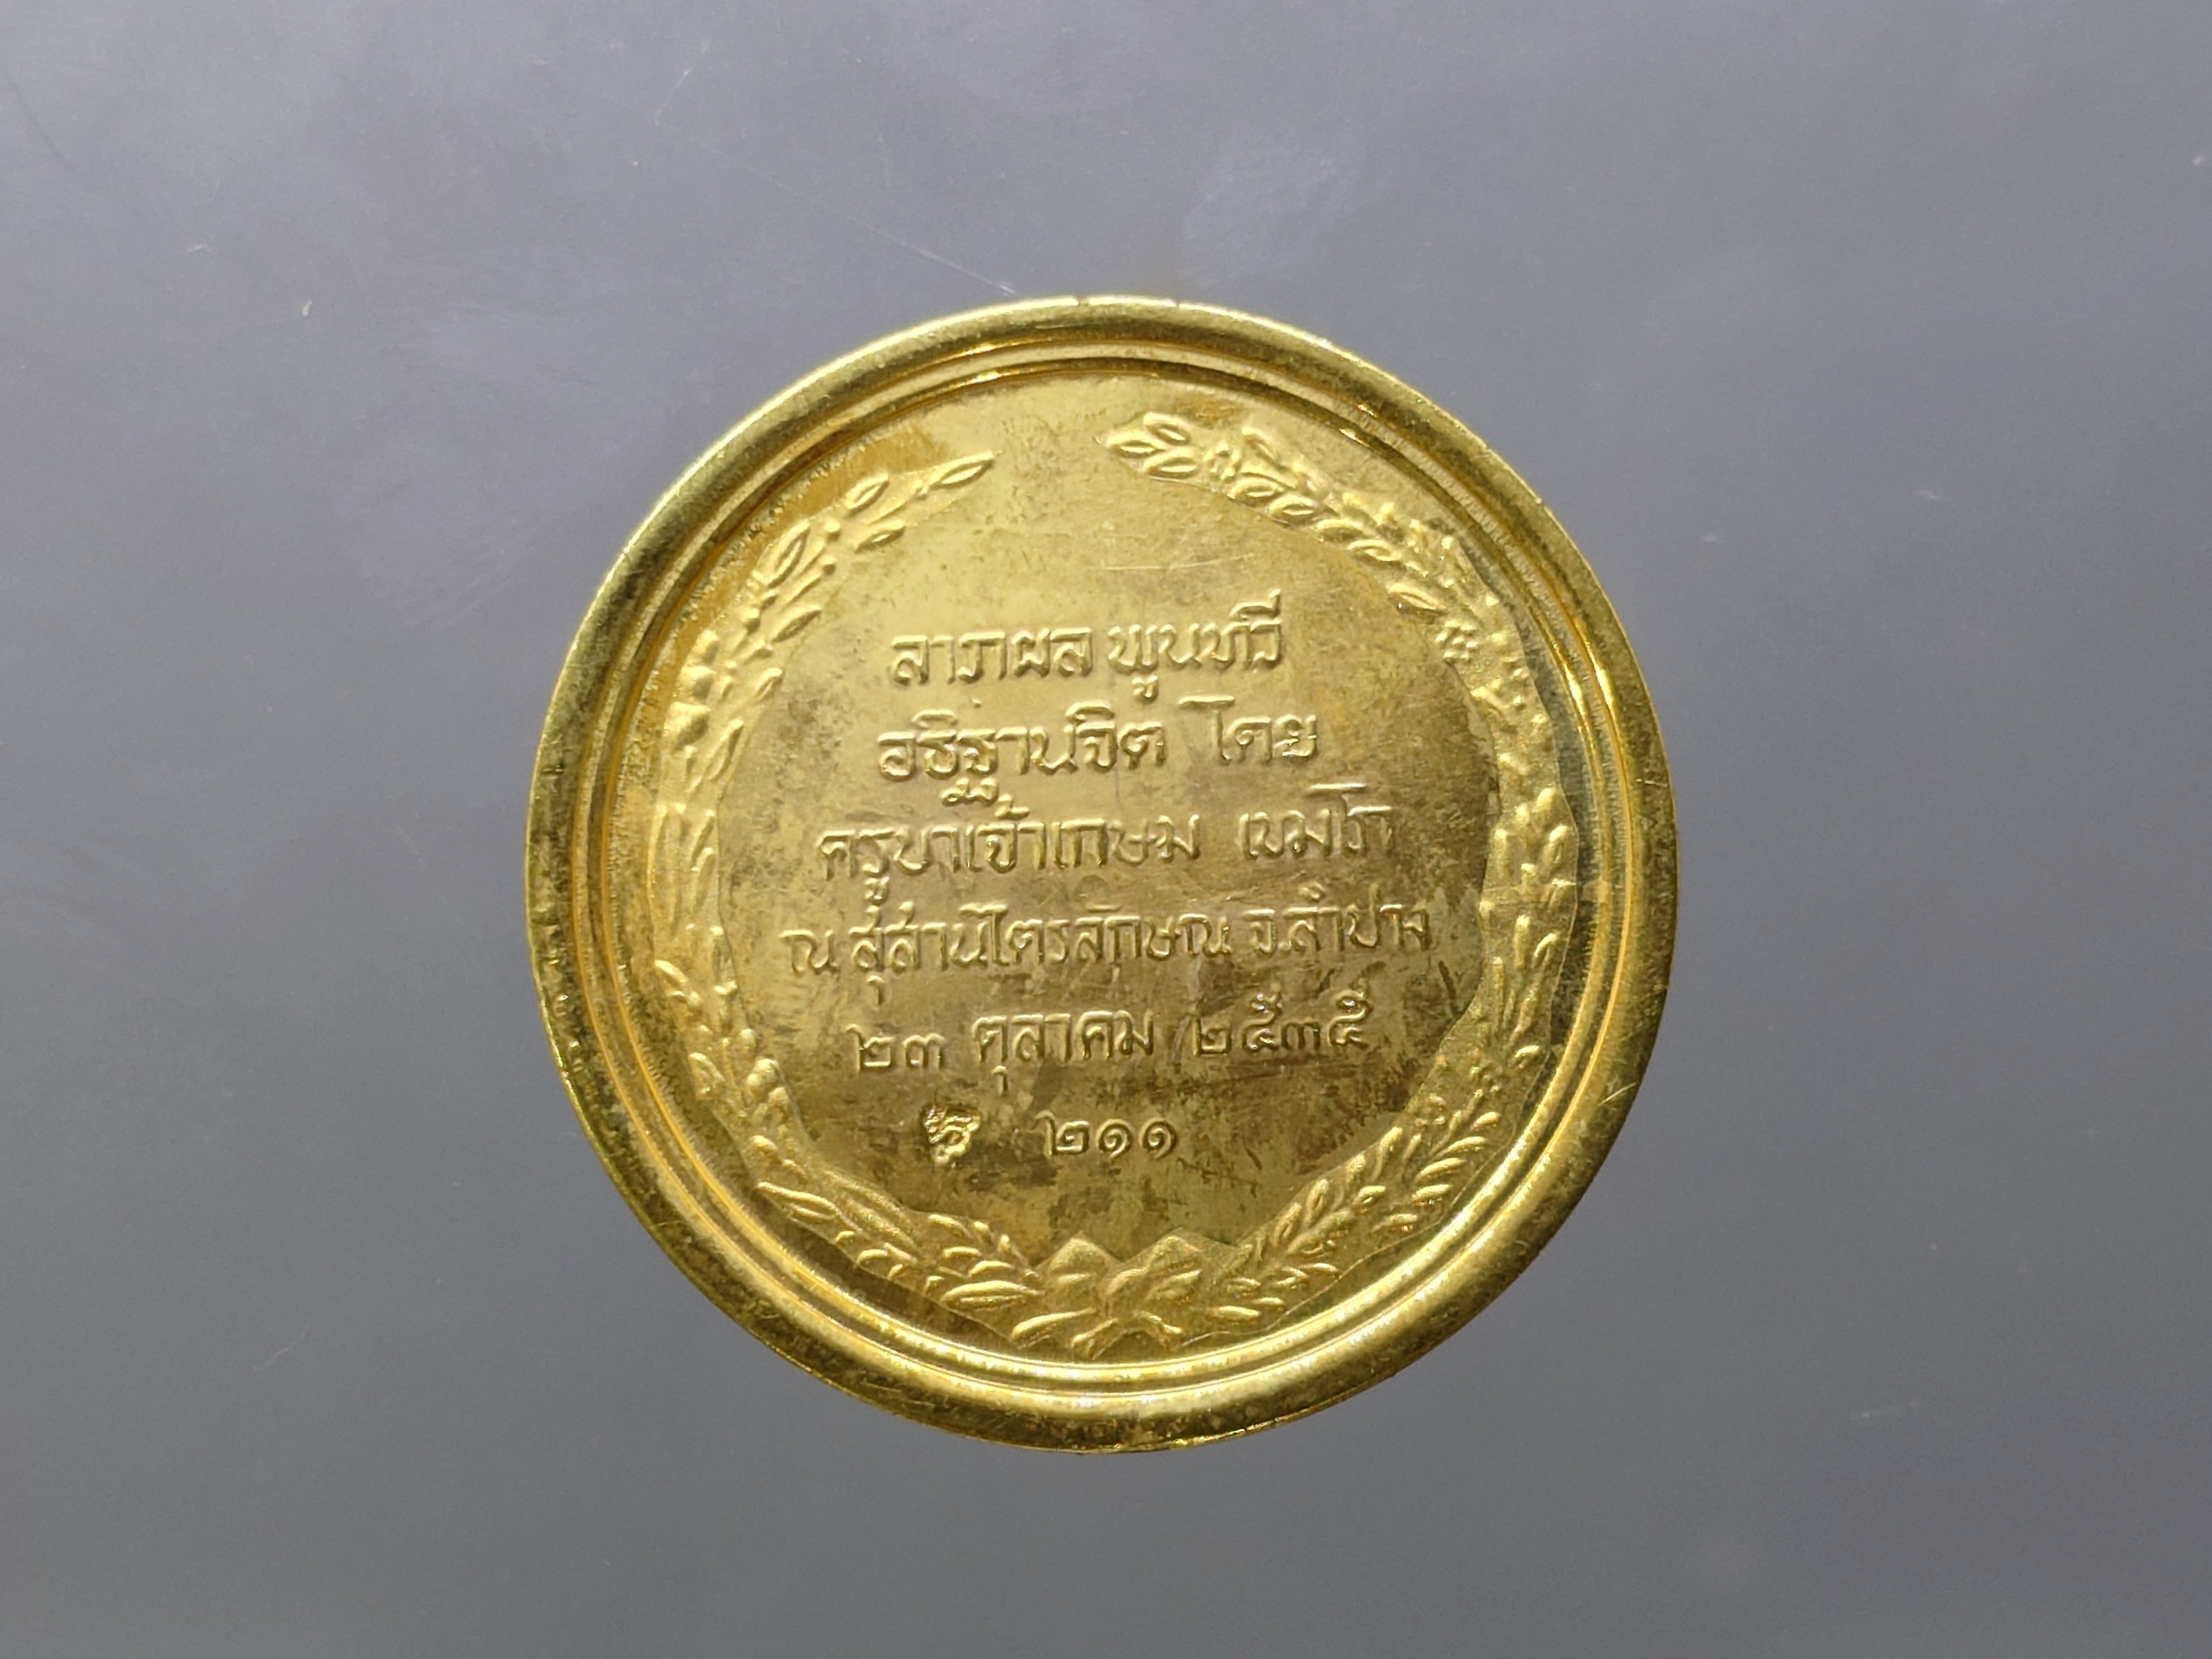 ลาภผล พูนทวี
อธิฐานจิต โดย
ครูบาเจ้าเกษม เขมโก
ณ สุสานไตรลักษณ จ.ลำปาง
๒๓ ตุลาคม ๒๕๓๕
๒๑๑